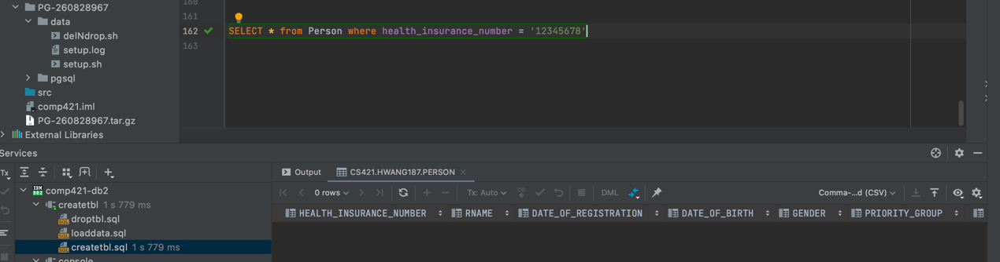 PG-260828967
data
delNdrop.sh
setup.log
setup.sh
pgsql
src
comp421.iml
PG-260828967.tar.gz
External Libraries
160
161
162 SELECT * from Person where health_insurance_number = '12345678'
163
Services
Tx
comp421-db2
createtbl 1 s 779 ms
droptbl.sql
loaddata.sql
createtbl.sql 1 s 779 ms
console
Output CS421.HWANG187.PERSON
0 rows Tx: Auto DB DML Comma-...d (CSV)
HEALTH_INSURANCE_NUMBER RNAME DATE_OF_REGISTRATION DATE_OF_BIRTH GENDER PRIORITY_GROUP